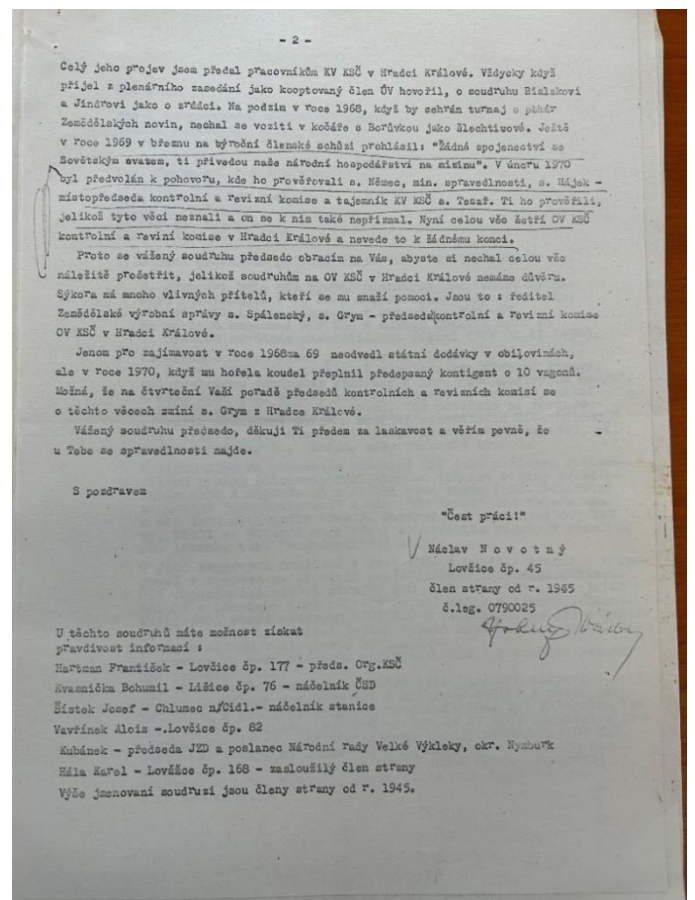 - 2 -
Celý jeho projev jsem předal pracovníkům KV KSČ v Hradci Králové. Vždycky když
přijel z plenárního zasedání jako kooptovaný člen ÚV hovořil, o soudruhu Bilakovi
a Jindrovi jako o zrádci. Na podzim v roce 1968, když by sehrán turnaj o pohár
Zemědělských novin, nechal se voziti v kočáře s Borůvkou jako šlechticové. Ještě
v roce 1969 v březnu na výroční členské schůzi prohlásil: "Žádné spojenectví se
Sovětským svatem, ti přivedou naše národní hospodářství na mizinu". V únoru 1970
byl předvolán k pohovoru, kde ho prověřovali s. Němec, min. spravedlnosti, s. Hájek -
místopředseda kontrolní a revizní komise a tajemník KV KSČ s. Tesař. Ti ho prověřili,
jelikož tyto věci neznali a on se k nim také nepřiznal. Nyní celou věc šetří OV KSČ
kontrolní a reviní komise v Hradci Králové a nevede to k žádnému konci.
Proto se vážený soudruhu předsedo obracím na Vás, abyste si nechal celou věc
náležitě prošetřit, jelikož soudruhům na OV KSČ v Hradci Králové nemáme důvěru.
Sýkora má mnoho vlivných přítelů, kteří se mu snaží pomoci. Jsou to : ředitel
Zemědělské výrobní správy s. Spálenský, s. Grym - předseda kontrolní a revizní komise
OV KSČ v Hradci Králové.
Jenom pro zajímavost v roce 1968 a 69 neodvedl státní dodávky v obilovinách,
ale v roce 1970, když mu hořela koudel přeplnil předepsaný kontigent o 10 vagonů.
Možná, že na čtvrteční Vaší poradě předsedů kontrolních a revizních komisí se
o těchto věcech zmíní s. Grym z Hradce Králové.
Vážený soudruhu předsedo, děkuji Ti předem za laskavost a věřím pevně, že
u Tebe se spravedlnosti najde.
S pozdravem
"Čest práci!"
Náclav N o v o t n ý
Lovčice čp. 45
člen strany od r. 1945
č.leg. 0790025
U těchto soudruhů máte možnost získat
pravdivost informací :
Hartman František - Lovčice čp. 177 - předs. Org.KSČ
Kvasnička Bohumil - Lišice čp. 76 - náčelník ČSD
Šístek Josef - Chlumec n/Cidl.- náčelník stanice
Vavřínek Alois -.Lovčice čp. 82
Kubánek - předseda JZD a poslanec Národní rady Velké Výkleky, okr. Nymburk
Hála Karel - Lovčice čp. 168 - zasloužilý člen strany
Výše jmenovaní soudruzi jsou členy strany od r. 1945.